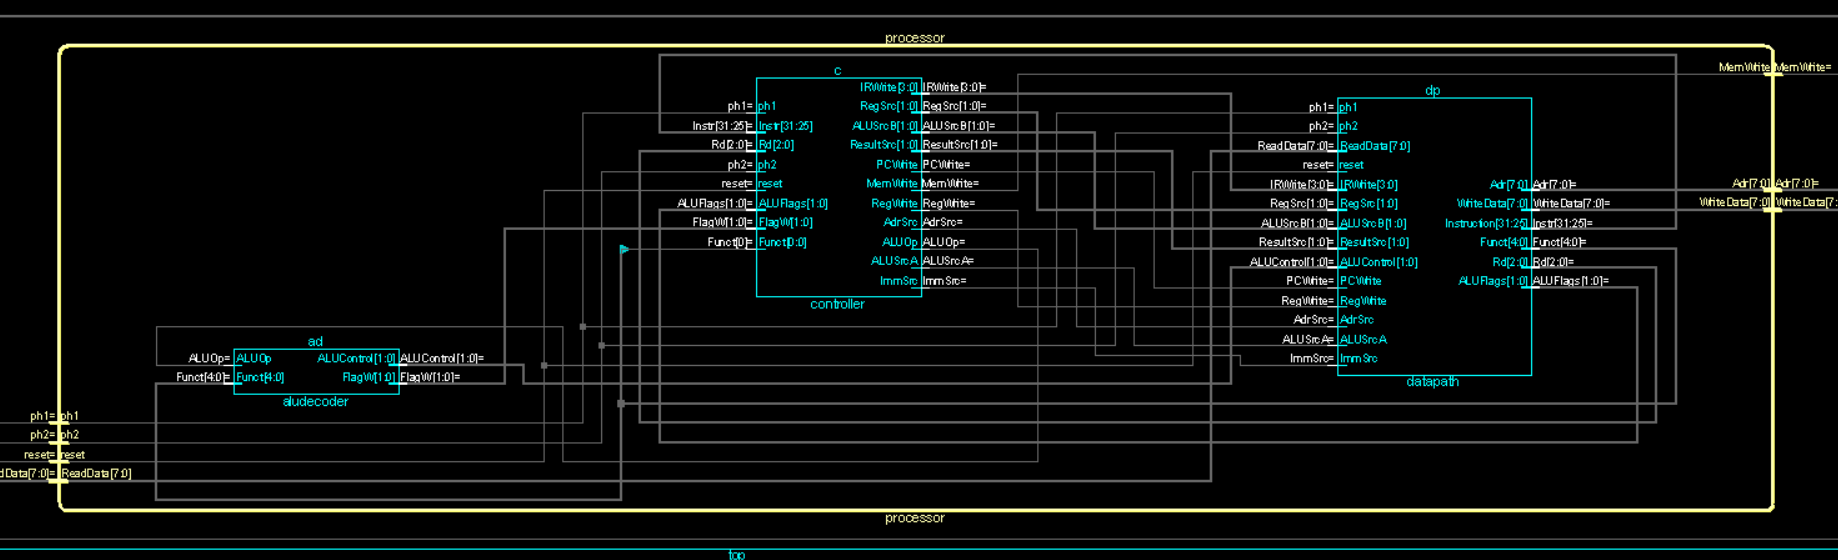 processor
MemWrite MemWrite=
c
IRWrite[3:0] IRWrite[3:0]=
ph1= ph1 RegSrc[1:0] RegSrc[1:0]=
Instr[31:25]= Instr[31:25] ALUSrcB[1:0] ALUSrcB[1:0]=
Rd[2:0]= Rd[2:0] ResultSrc[1:0] ResultSrc[1:0]=
ph2= ph2 PCWrite PCWrite=
reset= reset MemWrite MemWrite=
ALUFlags[1:0]= ALUFlags[1:0] RegWrite RegWrite=
FlagW[1:0]= FlagW[1:0] AdrSrc AdrSrc=
Funct[0]= Funct[0:0] ALUOp ALUOp=
ALUSrcA ALUSrcA=
ImmSrc ImmSrc=
controller
dp
ph1= ph1
ph2= ph2
ReadData[7:0]= ReadData[7:0]
reset= reset
IRWrite[3:0]= IRWrite[3:0] Adr[7:0] Adr[7:0]=
RegSrc[1:0]= RegSrc[1:0] WriteData[7:0] WriteData[7:0]=
ALUSrcB[1:0]= ALUSrcB[1:0] Instruction[31:25] Instr[31:25]=
ResultSrc[1:0]= ResultSrc[1:0] Funct[4:0] Funct[4:0]=
ALUControl[1:0]= ALUControl[1:0] Rd[2:0] Rd[2:0]=
PCWrite= PCWrite ALUFlags[1:0] ALUFlags[1:0]=
RegWrite= RegWrite
AdrSrc= AdrSrc
ALUSrcA= ALUSrcA
ImmSrc= ImmSrc
datapath
Adr[7:0] Adr[7:0]=
WriteData[7:0] WriteData[7:
ad
ALUOp= ALUOp ALUControl[1:0] ALUControl[1:0]=
Funct[4:0]= Funct[4:0] FlagW[1:0] FlagW[1:0]=
aludecoder
ph1= ph1
ph2= ph2
reset= reset
dData[7:0]= ReadData[7:0]
processor
top